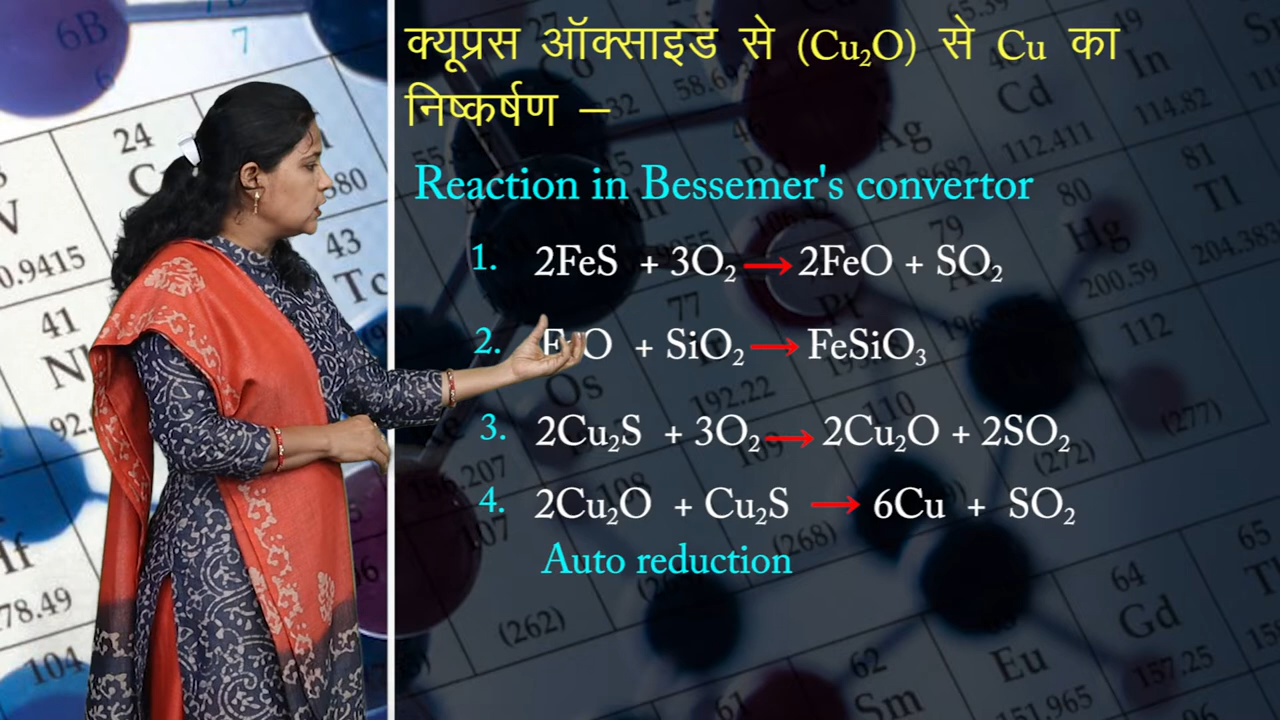 क्यूप्रस ऑक्साइड से (Cu₂O) से Cu का
निष्कर्षण –
Reaction in Bessemer's convertor
1. 2FeS + 3O₂ → 2FeO + SO₂
2. FeO + SiO₂ → FeSiO₃
3. 2Cu₂S + 3O₂ → 2Cu₂O + 2SO₂
4. 2Cu₂O + Cu₂S → 6Cu + SO₂
Auto reduction